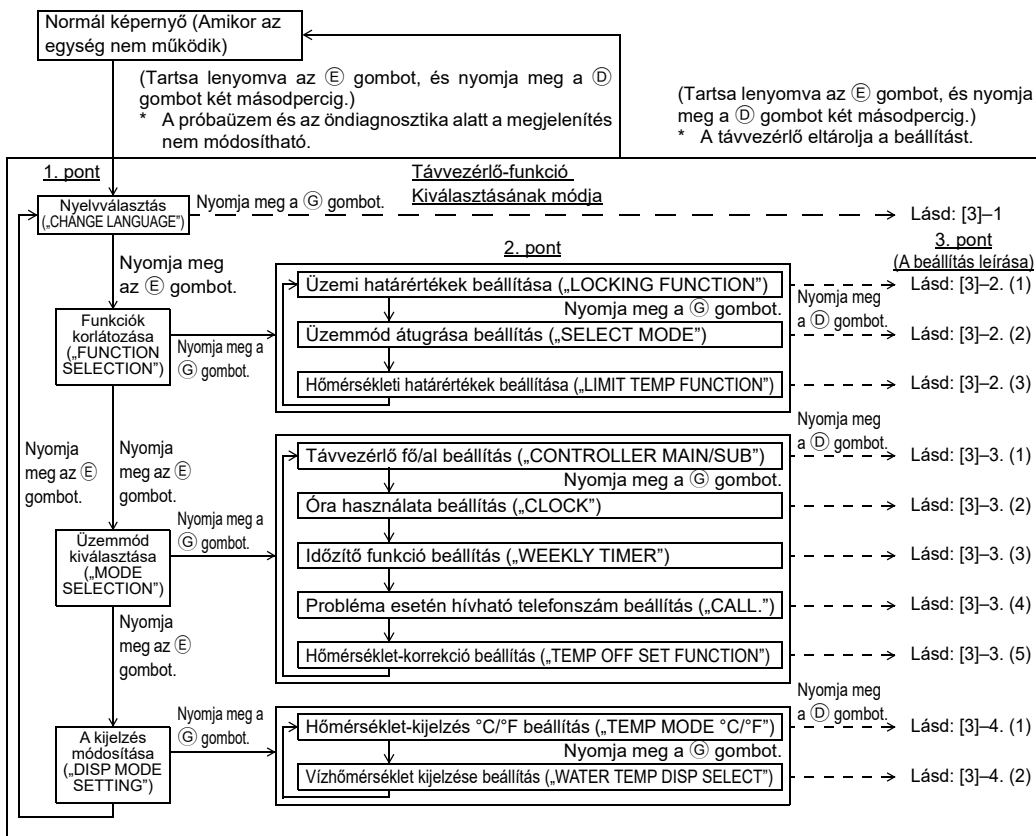 Normál képernyő (Amikor az
egység nem működik)
(Tartsa lenyomva az Ⓔ gombot, és nyomja meg a Ⓓ
gombot két másodpercig.)
* A próbaüzem és az öndiagnosztika alatt a megjelenítés
nem módosítható.
(Tartsa lenyomva az Ⓔ gombot, és nyomja
meg a Ⓓ gombot két másodpercig.)
* A távvezérlő eltárolja a beállítást.
1. pont
Távvezérlő-funkció
Kiválasztásának módja
Nyelvválasztás
(„CHANGE LANGUAGE”)
Nyomja meg a Ⓖ gombot.
Lásd: [3]–1
Nyomja meg
az Ⓔ gombot.
2. pont
3. pont
(A beállítás leírása)
Funkciók
korlátozása
(„FUNCTION
SELECTION”)
Nyomja meg a
Ⓖ gombot.
Üzemi határértékek beállítása („LOCKING FUNCTION”)
Lásd: [3]–2. (1)
Nyomja meg a Ⓖ gombot.
Nyomja meg
a Ⓓ gombot.
Üzemmód átugrása beállítás („SELECT MODE”)
Lásd: [3]–2. (2)
Hőmérsékleti határértékek beállítása („LIMIT TEMP FUNCTION”)
Lásd: [3]–2. (3)
Nyomja
meg az Ⓔ
gombot.
Nyomja
meg az Ⓔ
gombot.
Nyomja meg
a Ⓓ gombot.
Távvezérlő fő/al beállítás („CONTROLLER MAIN/SUB”)
Lásd: [3]–3. (1)
Nyomja meg a Ⓖ gombot.
Óra használata beállítás („CLOCK”)
Lásd: [3]–3. (2)
Üzemmód
kiválasztása
(„MODE
SELECTION”)
Nyomja meg a
Ⓖ gombot.
Időzítő funkció beállítás („WEEKLY TIMER”)
Lásd: [3]–3. (3)
Probléma esetén hívható telefonszám beállítás („CALL.”)
Lásd: [3]–3. (4)
Nyomja
meg az Ⓔ
gombot.
Hőmérséklet-korrekció beállítás („TEMP OFF SET FUNCTION”)
Lásd: [3]–3. (5)
A kijelzés
módosítása
(„DISP MODE
SETTING”)
Nyomja meg a
Ⓖ gombot.
Nyomja meg
a Ⓓ gombot.
Hőmérséklet-kijelzés °C/°F beállítás („TEMP MODE °C/°F”)
Lásd: [3]–4. (1)
Nyomja meg a Ⓖ gombot.
Vízhőmérséklet kijelzése beállítás („WATER TEMP DISP SELECT”)
Lásd: [3]–4. (2)